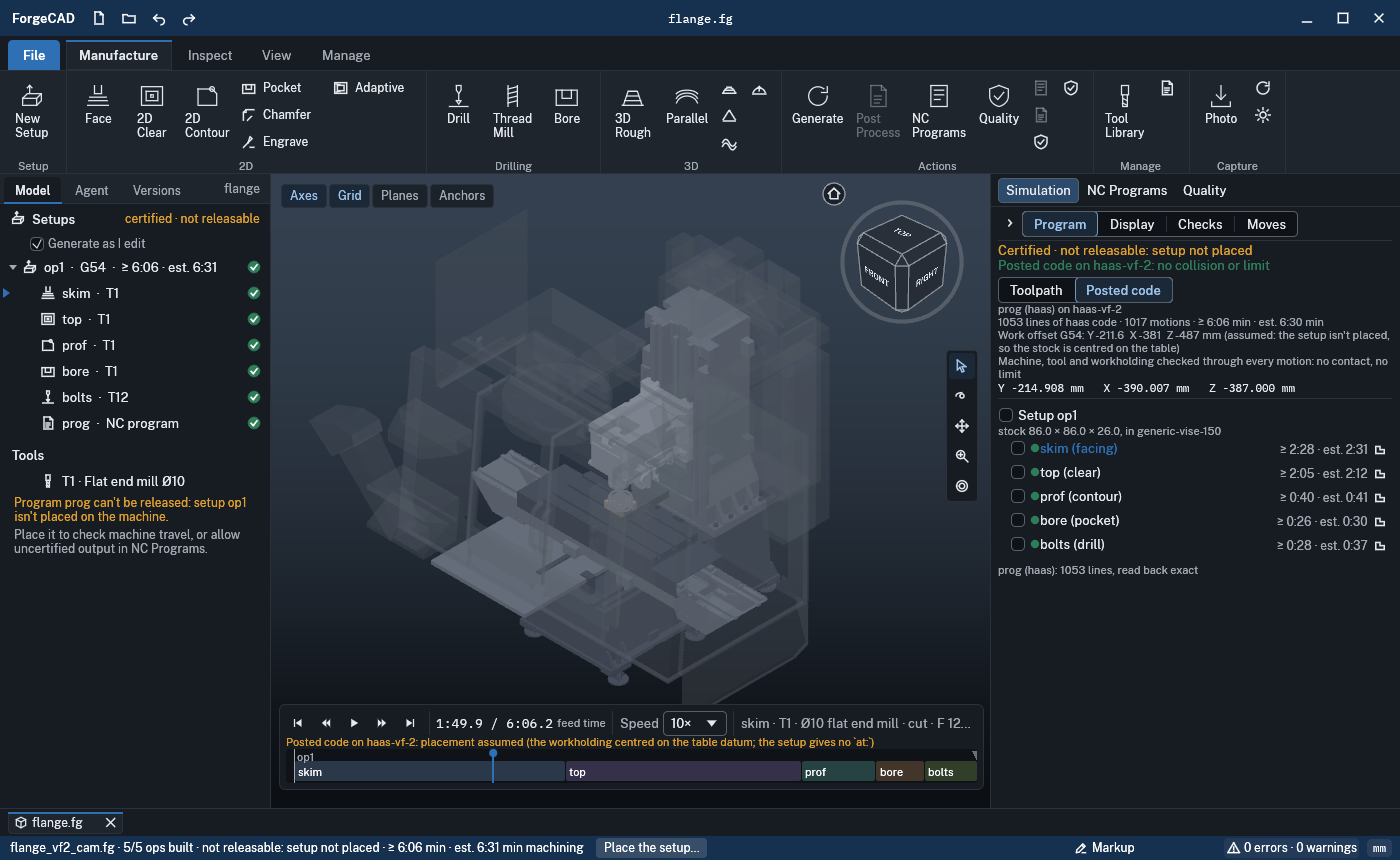 ForgeCAD
flange.fg
File
Manufacture
Inspect
View
Manage
New Setup
Setup
Face
2D Clear
2D Contour
Pocket
Chamfer
Engrave
Adaptive
2D
Drill
Thread Mill
Bore
Drilling
3D Rough
Parallel
3D
Generate
Post Process
NC Programs
Quality
Actions
Tool Library
Manage
Photo
Capture
Model
Agent
Versions
flange
Setups
certified · not releasable
Generate as I edit
op1 · G54 · ≥ 6:06 · est. 6:31
skim · T1
top · T1
prof · T1
bore · T1
bolts · T12
prog · NC program
Tools
T1 · Flat end mill Ø10
Program prog can't be released: setup op1
isn't placed on the machine.
Place it to check machine travel, or allow
uncertified output in NC Programs.
Axes
Grid
Planes
Anchors
TOP
FRONT
RIGHT
1:49.9 / 6:06.2 feed time
Speed
10×
skim · T1 · Ø10 flat end mill · cut · F 12...
Posted code on haas-vf-2: placement assumed (the workholding centred on the table datum; the setup gives no `at:`)
op1
skim
top
prof
bore
bolts
Simulation
NC Programs
Quality
Program
Display
Checks
Moves
Certified · not releasable: setup not placed
Posted code on haas-vf-2: no collision or limit
Toolpath
Posted code
prog (haas) on haas-vf-2
1053 lines of haas code · 1017 motions · ≥ 6:06 min · est. 6:30 min
Work offset G54: Y -211.6 X -381 Z -487 mm (assumed: the setup isn't placed,
so the stock is centred on the table)
Machine, tool and workholding checked through every motion: no contact, no
limit
Y -214.908 mm X -390.007 mm Z -387.000 mm
Setup op1
stock 86.0 × 86.0 × 26.0, in generic-vise-150
skim (facing) ≥ 2:28 · est. 2:31
top (clear) ≥ 2:05 · est. 2:12
prof (contour) ≥ 0:40 · est. 0:41
bore (pocket) ≥ 0:26 · est. 0:30
bolts (drill) ≥ 0:28 · est. 0:37
prog (haas): 1053 lines, read back exact
flange.fg
flange_vf2_cam.fg · 5/5 ops built · not releasable: setup not placed · ≥ 6:06 min · est. 6:31 min machining
Place the setup...
Markup
0 errors · 0 warnings
mm